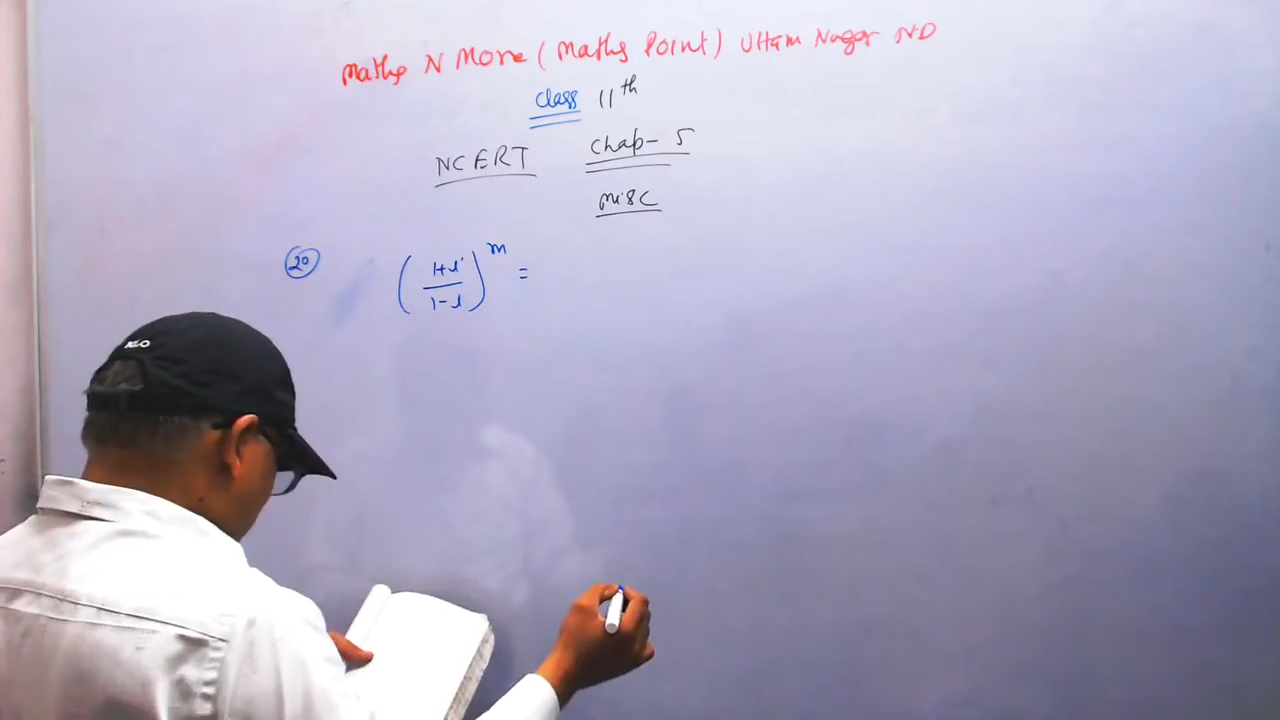 Maths N More (Maths Point) Uttam Nagar ND
Class 11th
NCERT Chap- 5
Misc
20 ( 1+i / 1-i )^m =